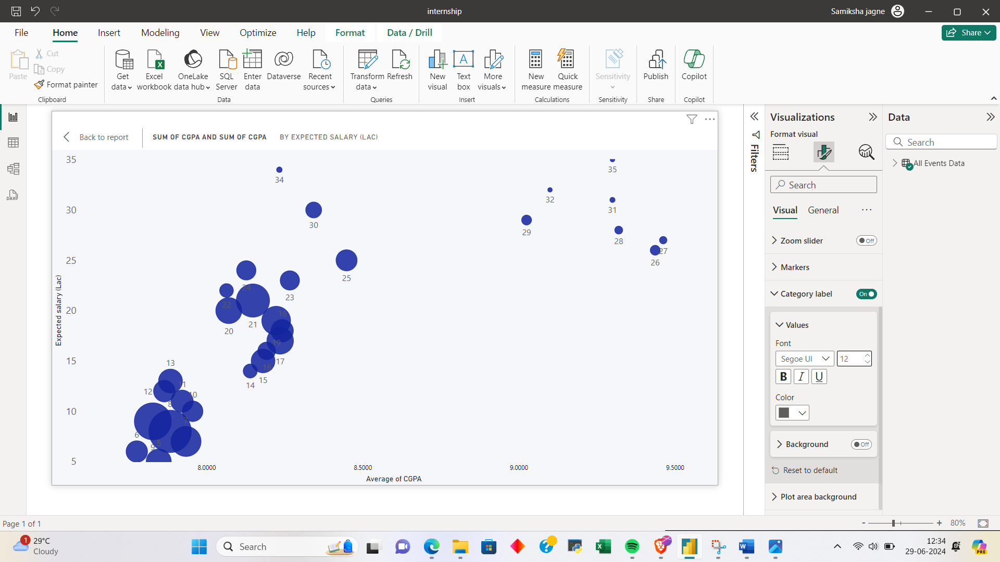 internship
Samiksha jagne
File Home Insert Modeling View Optimize Help Format Data / Drill
Share
Paste
Cut
Copy
Format painter
Clipboard
Get data
Excel workbook
OneLake data hub
SQL Server
Enter data
Dataverse
Recent sources
Data
Transform data
Refresh
Queries
New visual
Text box
More visuals
Insert
New measure
Quick measure
Calculations
Sensitivity
Sensitivity
Publish
Share
Copilot
Copilot
Back to report
SUM OF CGPA AND SUM OF CGPA BY EXPECTED SALARY (LAC)
35
30
25
20
15
10
5
Expected salary (Lac)
34
35
32
31
30
29
28
27
26
25
24
23
22
21
20
18
19
17
16
15
14
13
12
11
10
8
7
6
9
5
8.0000 8.5000 9.0000 9.5000
Average of CGPA
Filters
Visualizations
Format visual
Search
Visual General
Zoom slider Off
Markers
Category label On
Values
Font
Segoe UI 12
B I U
Color
Background Off
Reset to default
Plot area background
Data
Search
All Events Data
DAX
Page 1 of 1
- + 80%
1
29°C
Cloudy
Search
12:34
29-06-2024
PRE